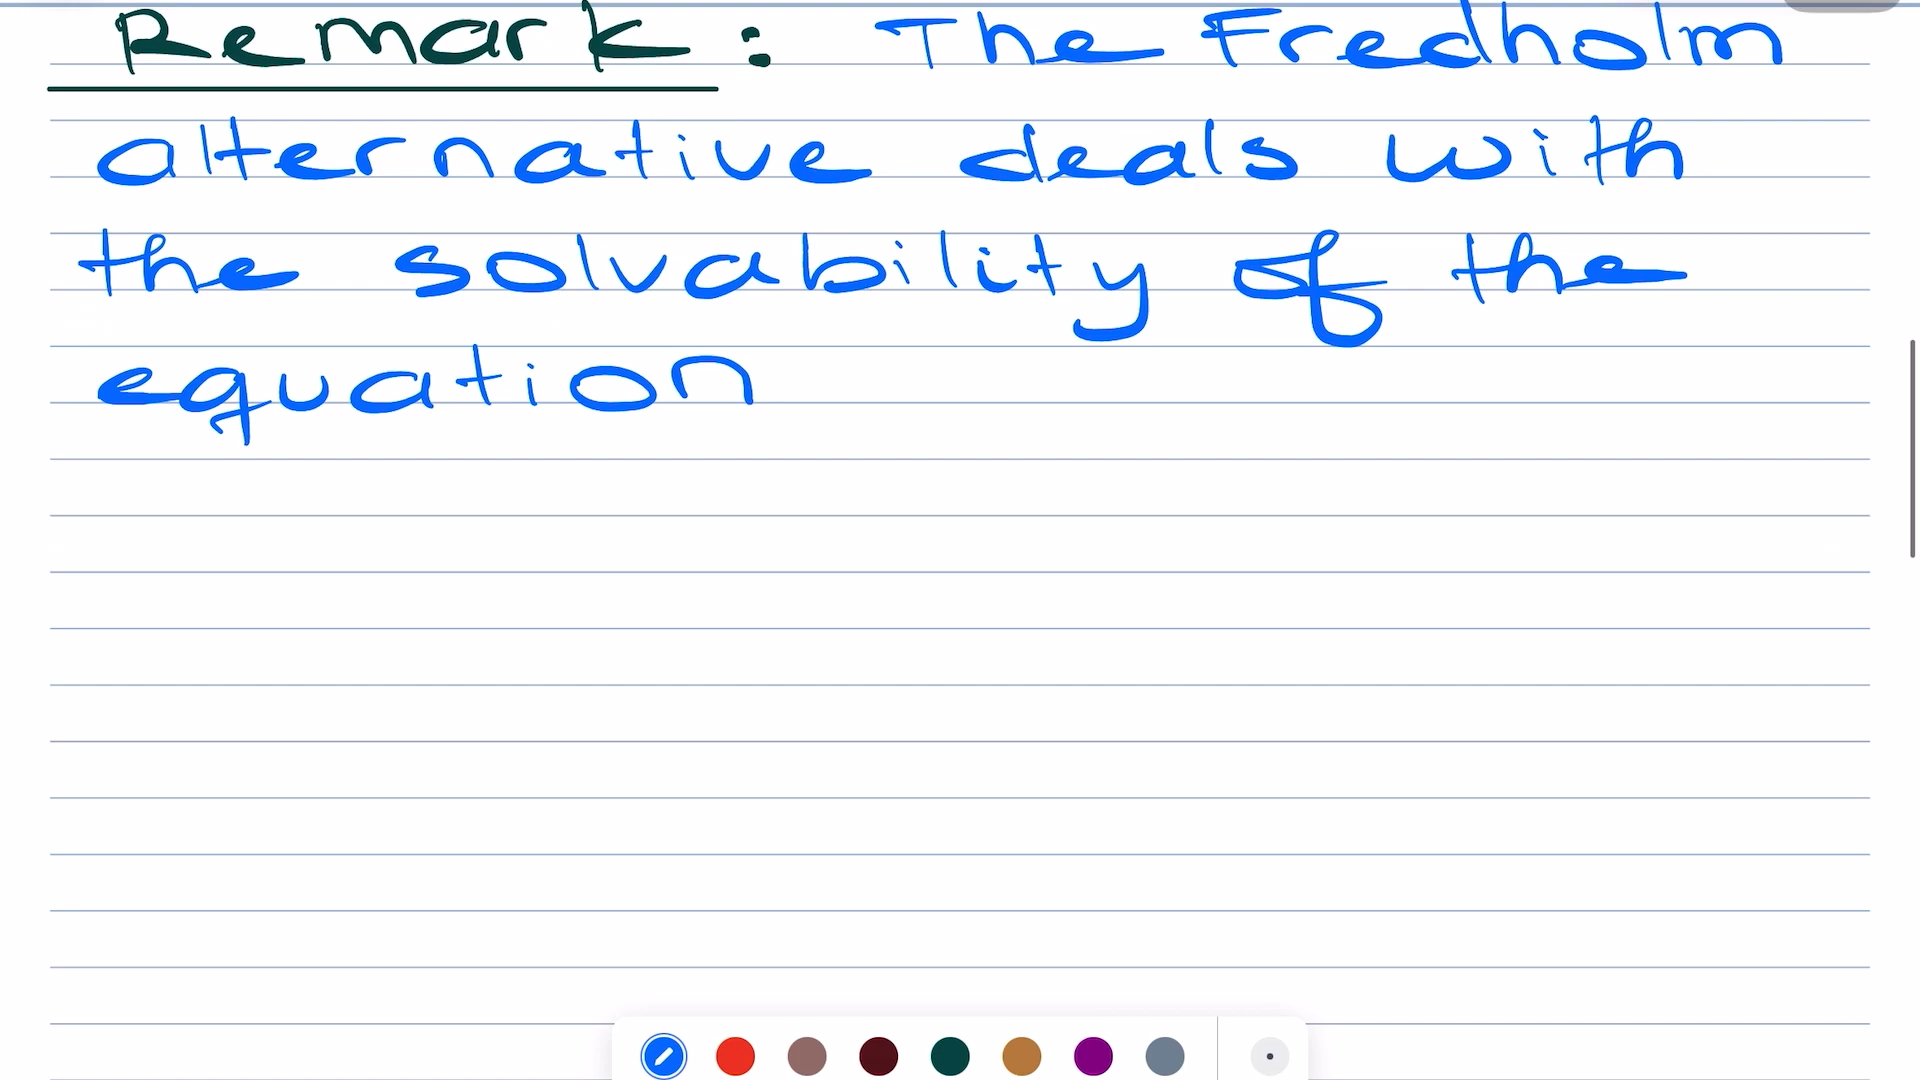 Remark : The Fredholm
alternative deals with
the solvability of the
equation